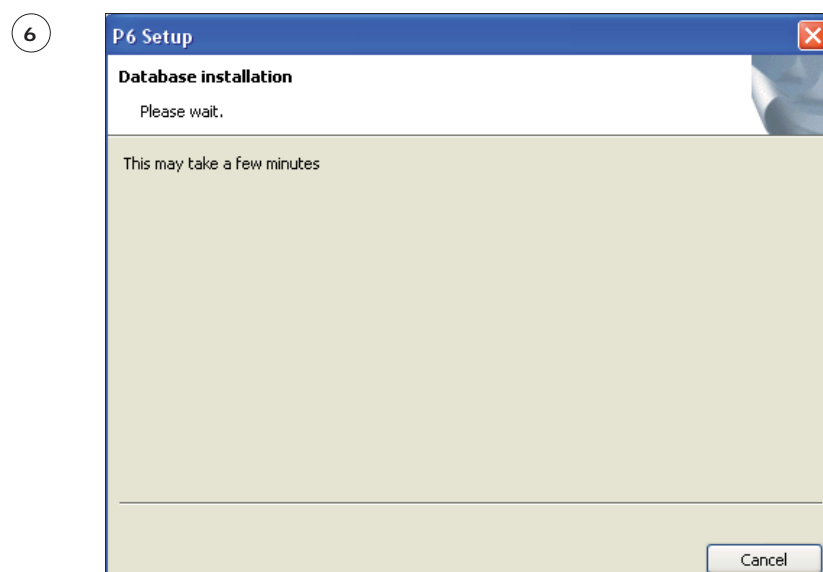 6
P6 Setup
Database installation
Please wait.
This may take a few minutes
Cancel